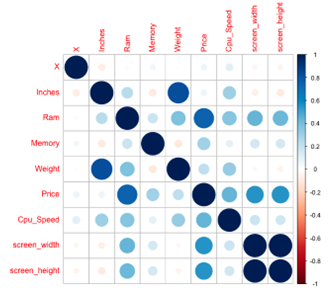 X
Inches
Ram
Memory
Weight
Price
Cpu_Speed
screen_width
screen_height
X
Inches
Ram
Memory
Weight
Price
Cpu_Speed
screen_width
screen_height
1
0.8
0.6
0.4
0.2
0
-0.2
-0.4
-0.6
-0.8
-1